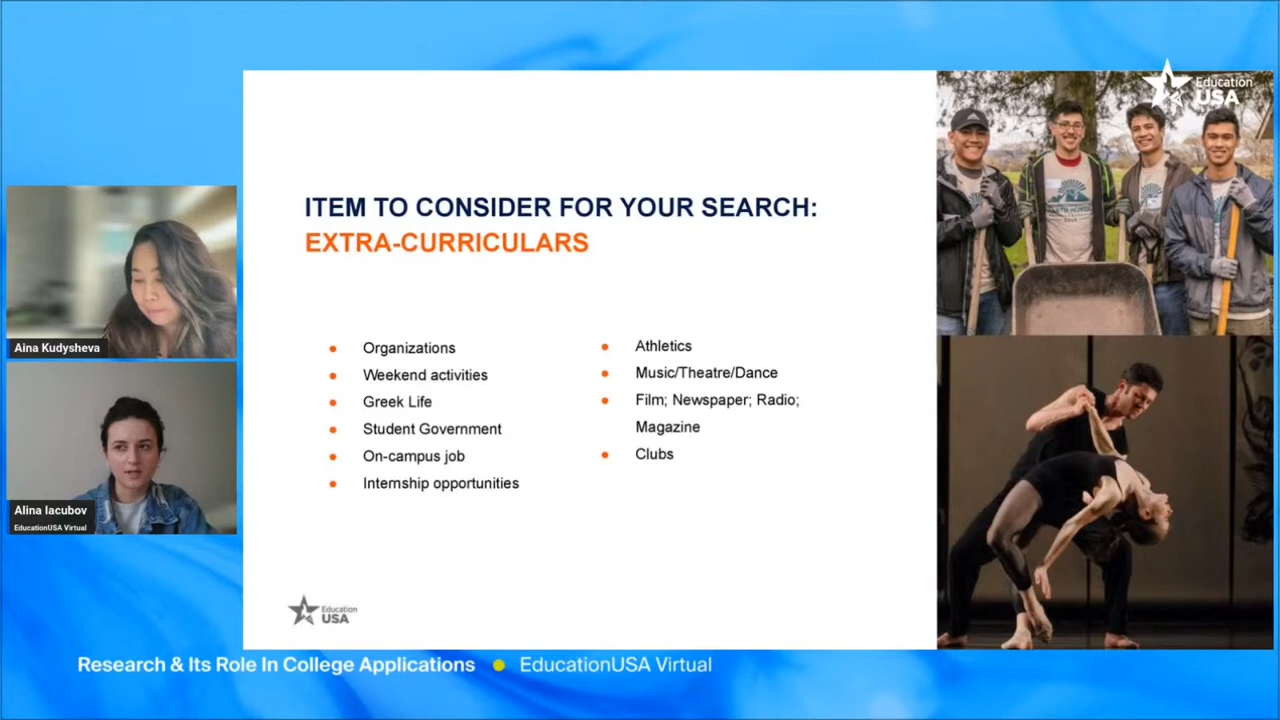 Education
USA
ITEM TO CONSIDER FOR YOUR SEARCH:
EXTRA-CURRICULARS
Organizations
Weekend activities
Greek Life
Student Government
On-campus job
Internship opportunities
Athletics
Music/Theatre/Dance
Film; Newspaper; Radio;
Magazine
Clubs
Aina Kudysheva
Alina Iacubov
EducationUSA Virtual
Education
USA
Research & Its Role In College Applications • EducationUSA Virtual